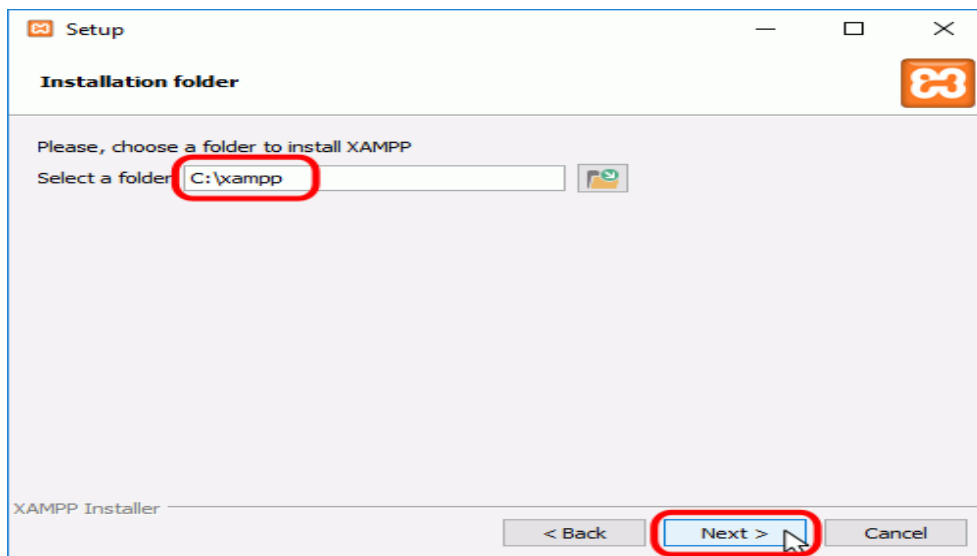 Setup
Installation folder
Please, choose a folder to install XAMPP
Select a folder C:\xampp
XAMPP Installer
< Back Next > Cancel